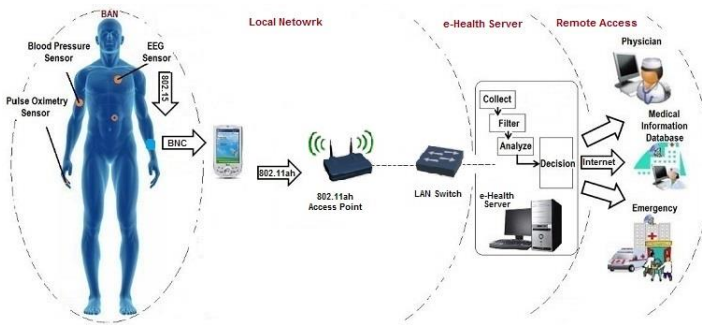 BAN
Local Netowrk
e-Health Server
Remote Access
Blood Pressure
Sensor
EEG
Sensor
Pulse Oximetry
Sensor
802.15
BNC
802.11ah
802.11ah
Access Point
LAN Switch
Collect
Filter
Analyze
Decision
e-Health
Server
Internet
Physician
Medical
Information
Database
Emergency